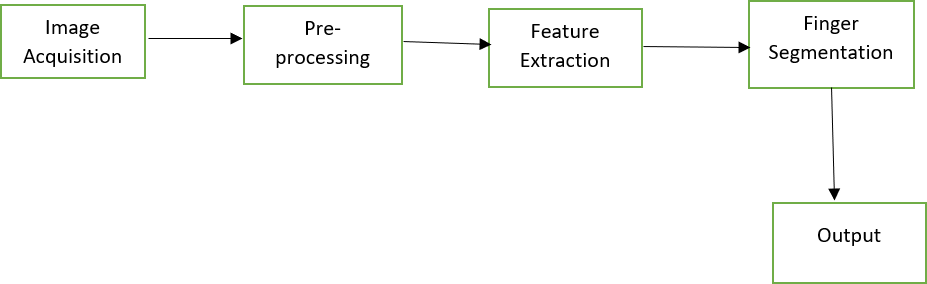 Image
Acquisition
Pre-
processing
Feature
Extraction
Finger
Segmentation
Output